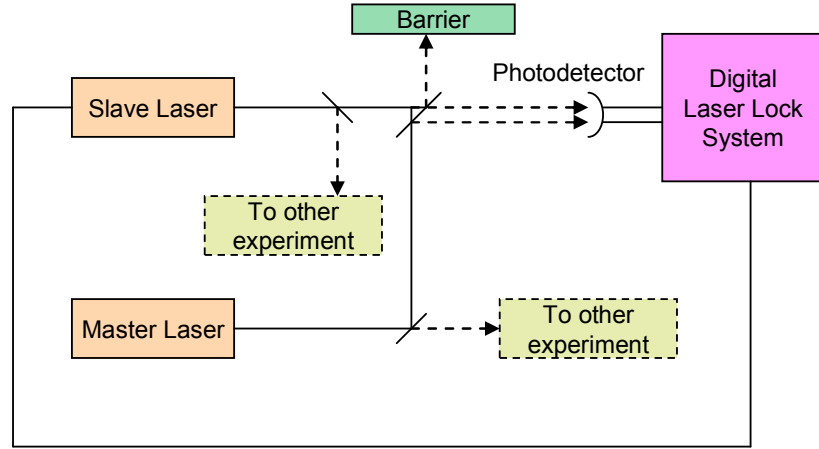 Barrier
Photodetector
Digital
Laser Lock
System
Slave Laser
To other
experiment
Master Laser
To other
experiment